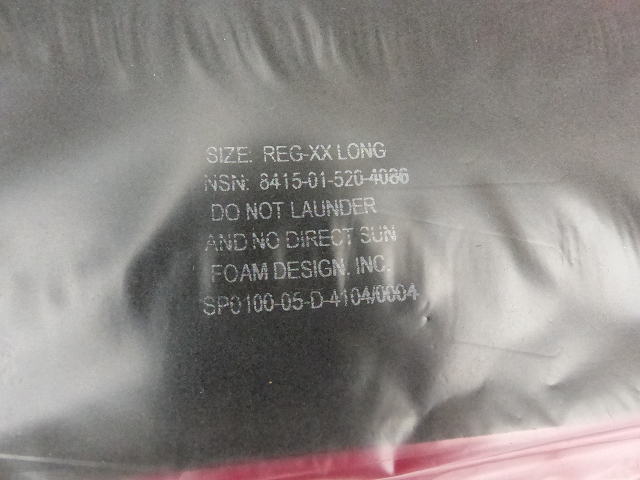 SIZE: REG-XX LONG
NSN: 8415-01-520-4086
DO NOT LAUNDER
AND NO DIRECT SUN
FOAM DESIGN, INC.
SP0100-05-D-4104/0004